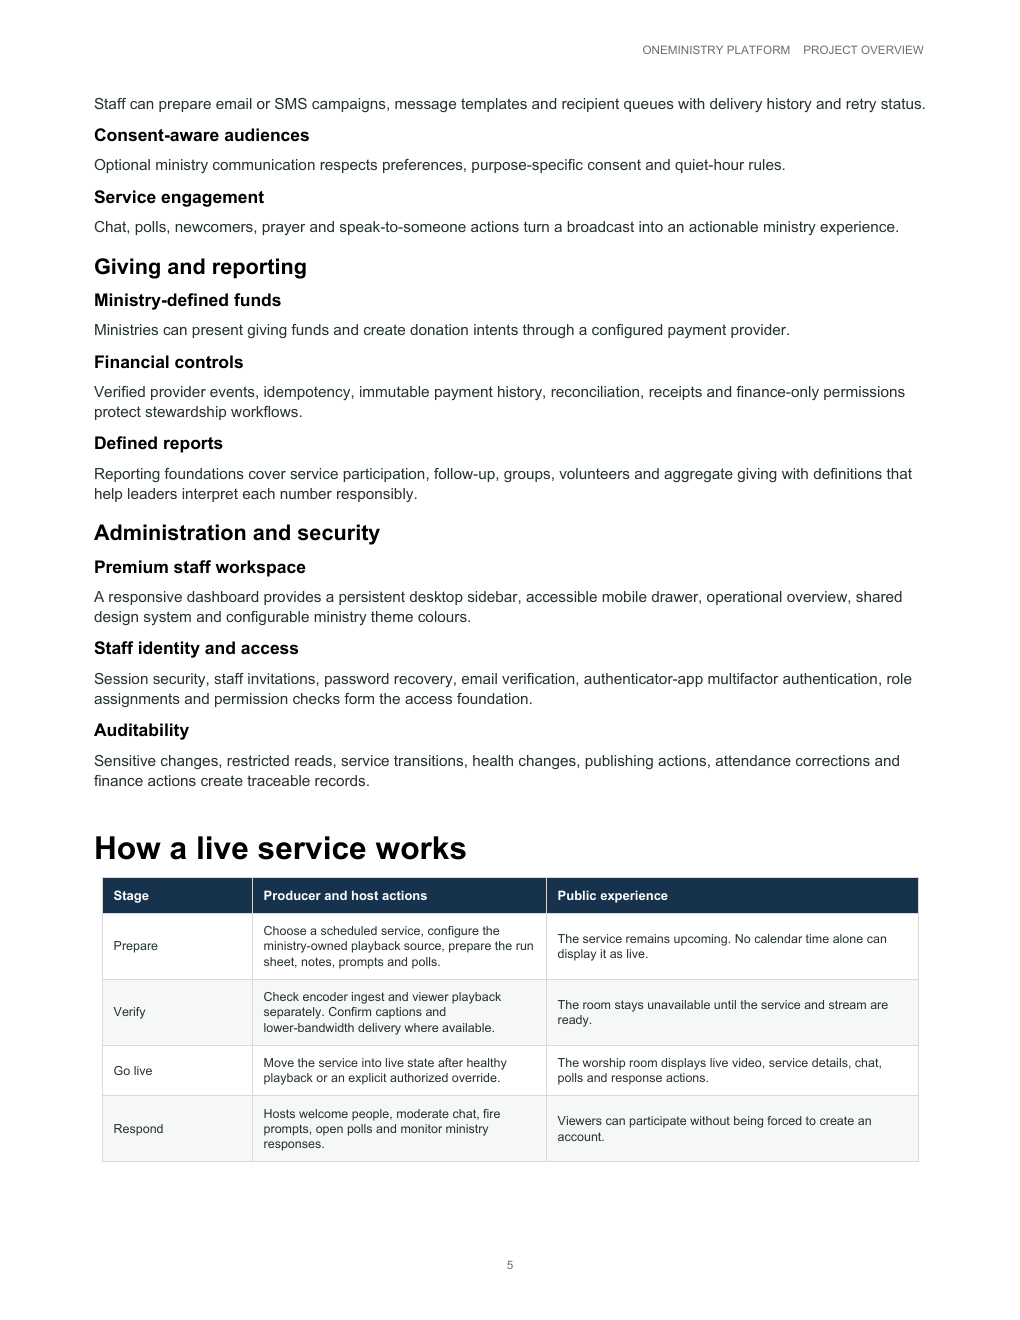 ONEMINISTRY PLATFORM PROJECT OVERVIEW
Staff can prepare email or SMS campaigns, message templates and recipient queues with delivery history and retry status.
Consent-aware audiences
Optional ministry communication respects preferences, purpose-specific consent and quiet-hour rules.
Service engagement
Chat, polls, newcomers, prayer and speak-to-someone actions turn a broadcast into an actionable ministry experience.
Giving and reporting
Ministry-defined funds
Ministries can present giving funds and create donation intents through a configured payment provider.
Financial controls
Verified provider events, idempotency, immutable payment history, reconciliation, receipts and finance-only permissions
protect stewardship workflows.
Defined reports
Reporting foundations cover service participation, follow-up, groups, volunteers and aggregate giving with definitions that
help leaders interpret each number responsibly.
Administration and security
Premium staff workspace
A responsive dashboard provides a persistent desktop sidebar, accessible mobile drawer, operational overview, shared
design system and configurable ministry theme colours.
Staff identity and access
Session security, staff invitations, password recovery, email verification, authenticator-app multifactor authentication, role
assignments and permission checks form the access foundation.
Auditability
Sensitive changes, restricted reads, service transitions, health changes, publishing actions, attendance corrections and
finance actions create traceable records.
How a live service works
Stage
Producer and host actions
Public experience
Prepare
Choose a scheduled service, configure the
ministry-owned playback source, prepare the run
sheet, notes, prompts and polls.
The service remains upcoming. No calendar time alone can
display it as live.
Verify
Check encoder ingest and viewer playback
separately. Confirm captions and
lower-bandwidth delivery where available.
The room stays unavailable until the service and stream are
ready.
Go live
Move the service into live state after healthy
playback or an explicit authorized override.
The worship room displays live video, service details, chat,
polls and response actions.
Respond
Hosts welcome people, moderate chat, fire
prompts, open polls and monitor ministry
responses.
Viewers can participate without being forced to create an
account.
5